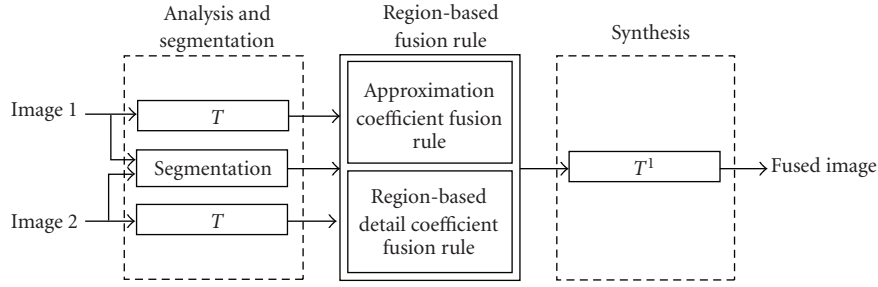 Analysis and
segmentation
Region-based
fusion rule
Synthesis
Image 1
T
Segmentation
Image 2
T
Approximation
coefficient fusion
rule
Region-based
detail coefficient
fusion rule
T¹
Fused image